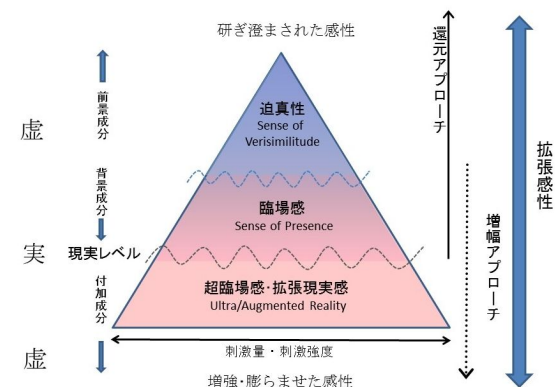 研ぎ澄まされた感性
還元アプローチ
前景成分
虚
迫真性
Sense of
Verisimilitude
拡張感性
背景成分
臨場感
Sense of Presence
増幅アプローチ
実
現実レベル
付加成分
超臨場感・拡張現実感
Ultra/Augmented Reality
刺激量・刺激強度
虚
増強・膨らませた感性